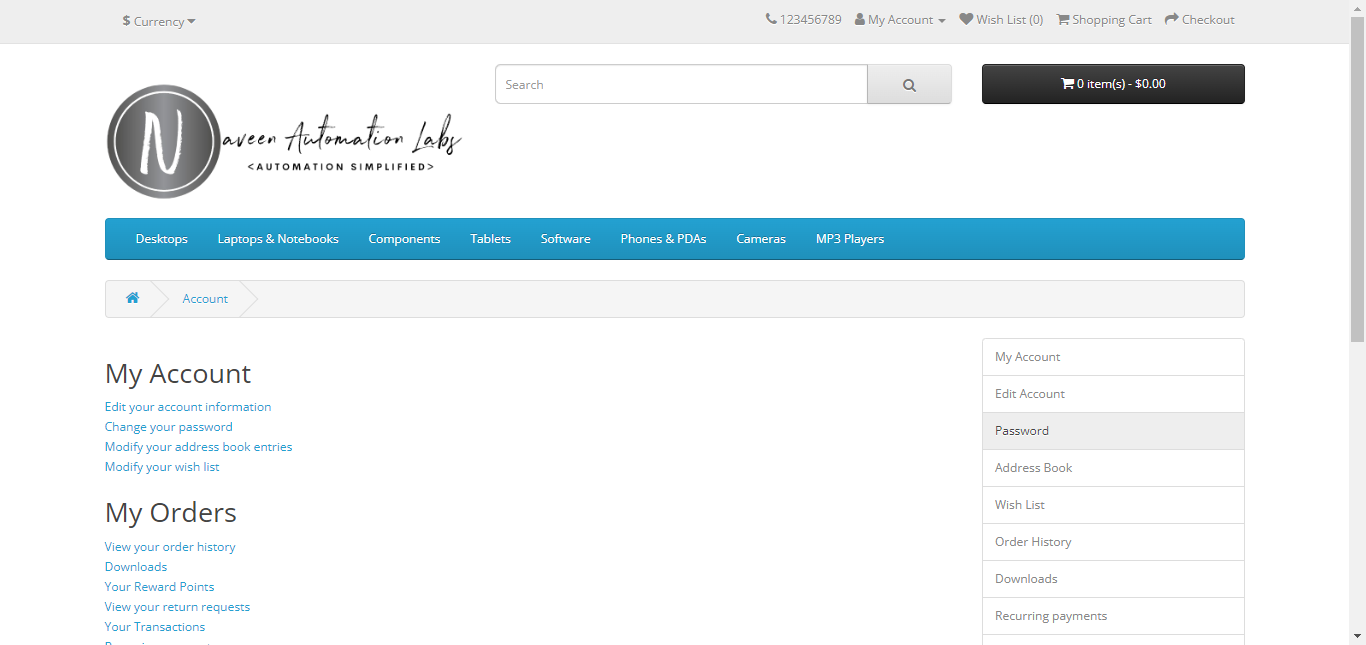 $ Currency
123456789 My Account Wish List (0) Shopping Cart Checkout
Search
0 item(s) - $0.00
Naveen Automation Labs
<AUTOMATION SIMPLIFIED>
Desktops Laptops & Notebooks Components Tablets Software Phones & PDAs Cameras MP3 Players
Account
My Account
Edit your account information
Change your password
Modify your address book entries
Modify your wish list
My Orders
View your order history
Downloads
Your Reward Points
View your return requests
Your Transactions
My Account
Edit Account
Password
Address Book
Wish List
Order History
Downloads
Recurring payments